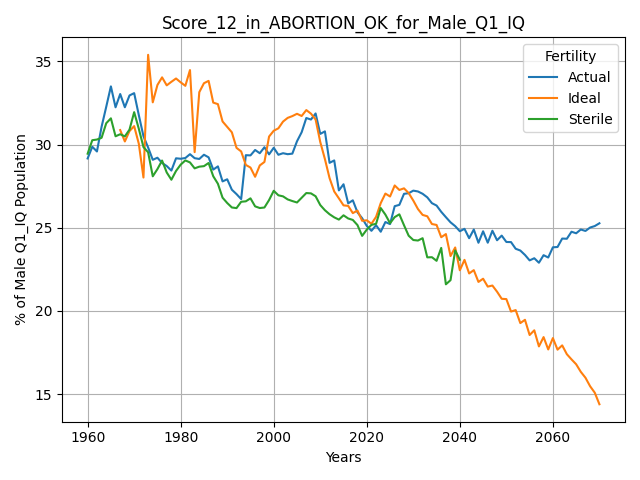 Score_12_in_ABORTION_OK_for_Male_Q1_IQ
Fertility
Actual
Ideal
Sterile
% of Male Q1_IQ Population
35
30
25
20
15
1960
1980
2000
2020
2040
2060
Years